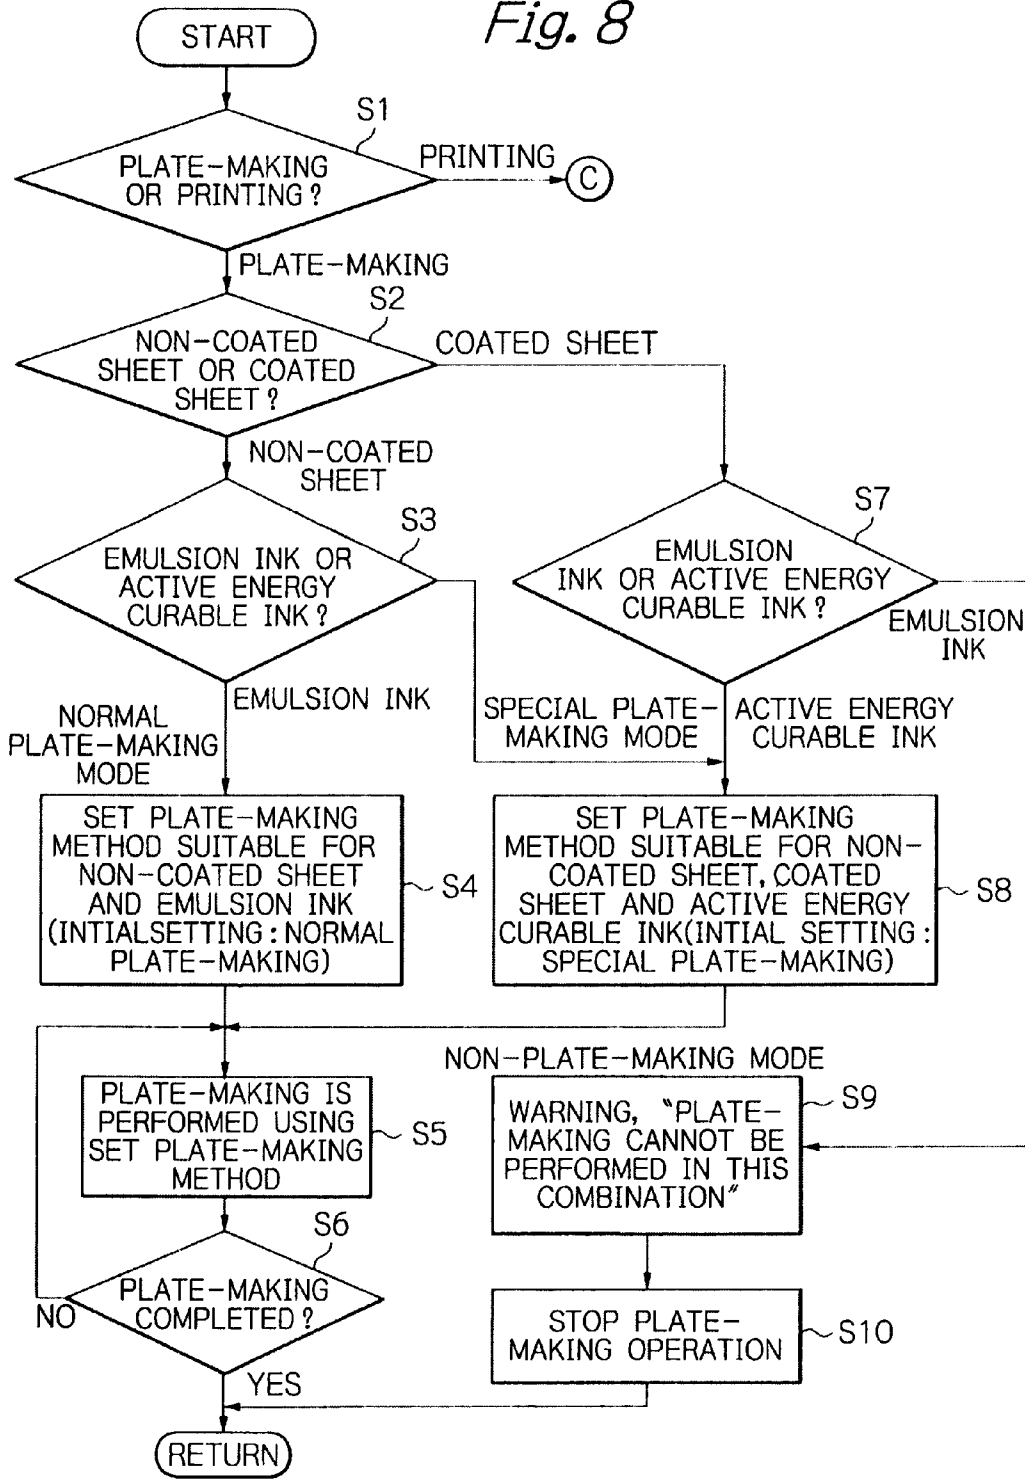 Fig. 8
START
S1
PLATE-MAKING
OR PRINTING?
PRINTING
C
PLATE-MAKING
S2
NON-COATED
SHEET OR COATED
SHEET?
COATED SHEET
NON-COATED
SHEET
S3
EMULSION INK OR
ACTIVE ENERGY
CURABLE INK?
S7
EMULSION
INK OR ACTIVE ENERGY
CURABLE INK?
EMULSION
INK
EMULSION INK
NORMAL
PLATE-MAKING
MODE
SPECIAL PLATE-
MAKING MODE
ACTIVE ENERGY
CURABLE INK
SET PLATE-MAKING
METHOD SUITABLE FOR
NON-COATED SHEET
AND EMULSION INK
(INTIALSETTING:NORMAL
PLATE-MAKING)
S4
SET PLATE-MAKING
METHOD SUITABLE FOR NON-
COATED SHEET, COATED
SHEET AND ACTIVE ENERGY
CURABLE INK(INTIAL SETTING:
SPECIAL PLATE-MAKING)
S8
NON-PLATE-MAKING MODE
PLATE-MAKING IS
PERFORMED USING
SET PLATE-MAKING
METHOD
S5
WARNING, "PLATE-
MAKING CANNOT BE
PERFORMED IN THIS
COMBINATION"
S9
S6
PLATE-MAKING
COMPLETED?
NO
STOP PLATE-
MAKING OPERATION
S10
YES
RETURN